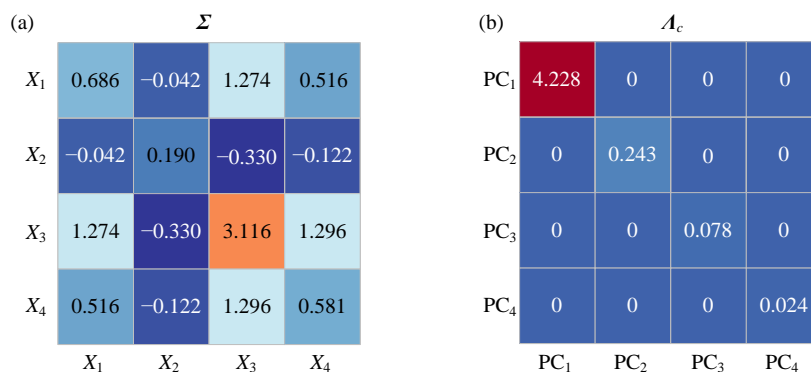 (a) Σ
X₁ 0.686 −0.042 1.274 0.516
X₂ −0.042 0.190 −0.330 −0.122
X₃ 1.274 −0.330 3.116 1.296
X₄ 0.516 −0.122 1.296 0.581
X₁ X₂ X₃ X₄
(b) Λc
PC₁ 4.228 0 0 0
PC₂ 0 0.243 0 0
PC₃ 0 0 0.078 0
PC₄ 0 0 0 0.024
PC₁ PC₂ PC₃ PC₄